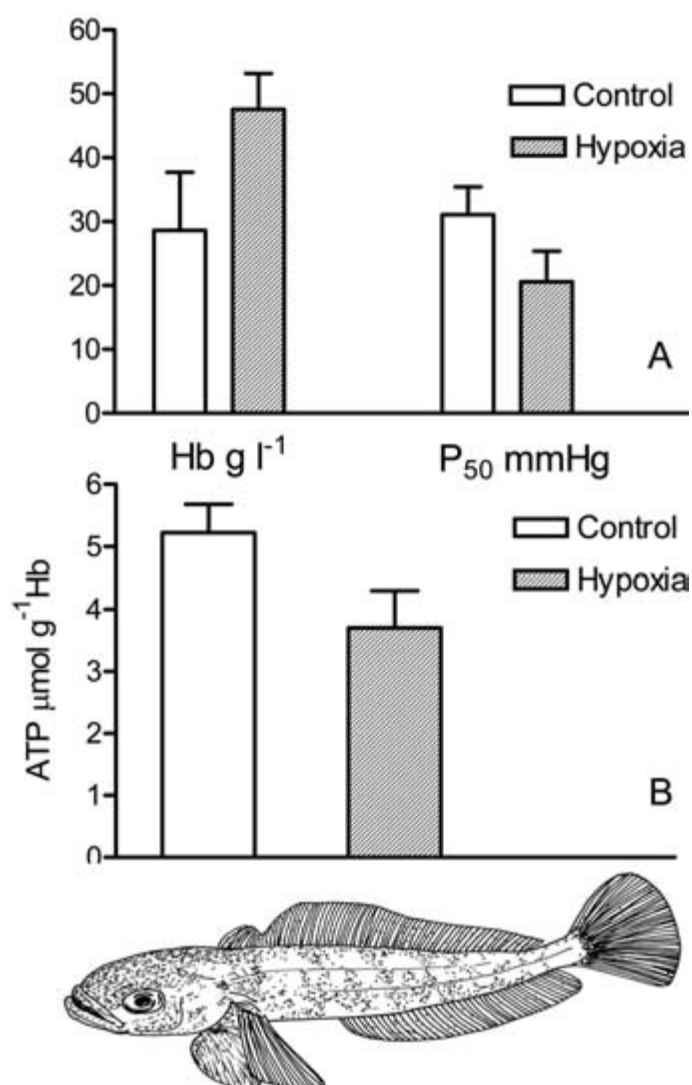 60
50
40
30
20
10
0
Control
Hypoxia
A
Hb g l⁻¹
P₅₀ mmHg
6
5
4
3
2
1
0
ATP μmol g⁻¹Hb
Control
Hypoxia
B